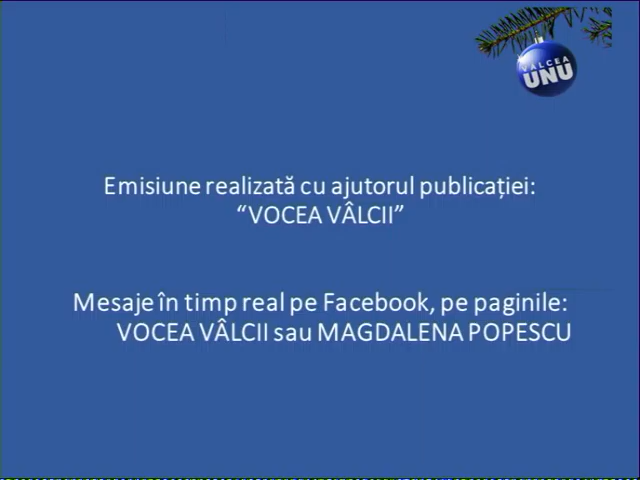 VALCEA
UNU
Emisiune realizată cu ajutorul publicației:
“VOCEA VÂLCII”
Mesaje în timp real pe Facebook, pe paginile:
VOCEA VÂLCII sau MAGDALENA POPESCU